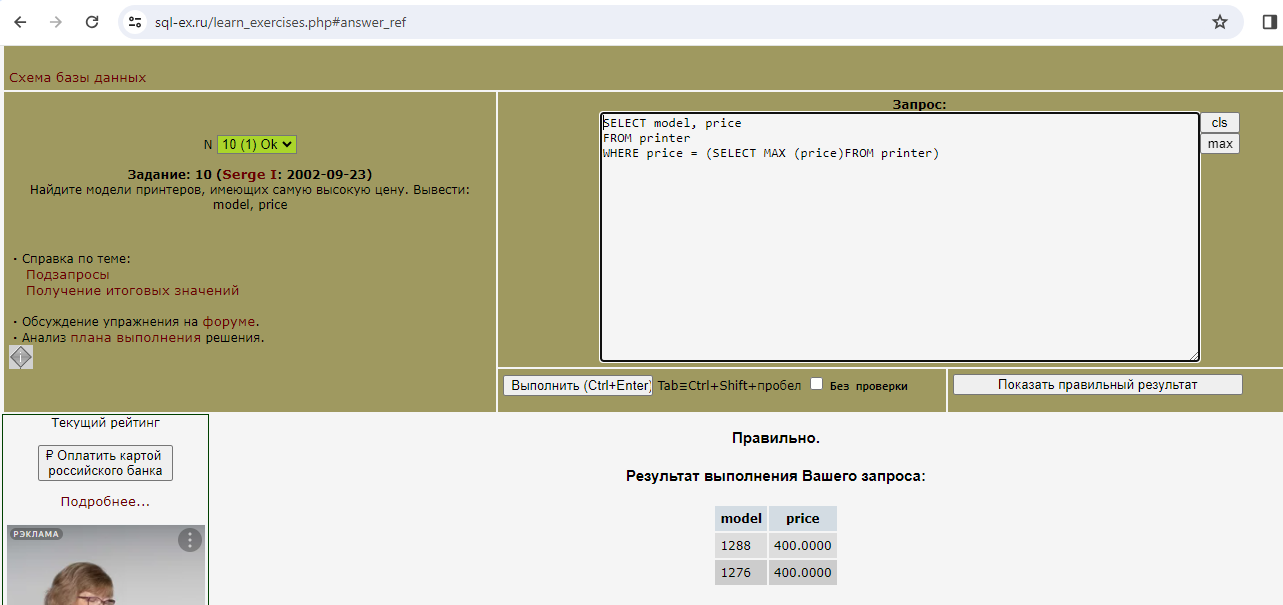 sql-ex.ru/learn_exercises.php#answer_ref
Схема базы данных
N 10 (1) Ok
Задание: 10 (Serge I: 2002-09-23)
Найдите модели принтеров, имеющих самую высокую цену. Вывести:
model, price
· Справка по теме:
Подзапросы
Получение итоговых значений
· Обсуждение упражнения на форуме.
· Анализ плана выполнения решения.
Запрос:
SELECT model, price
FROM printer
WHERE price = (SELECT MAX (price)FROM printer)
cls
max
Выполнить (Ctrl+Enter) Tab≡Ctrl+Shift+пробел Без проверки
Показать правильный результат
Текущий рейтинг
₽ Оплатить картой
российского банка
Подробнее...
РЭКЛАМА
Правильно.
Результат выполнения Вашего запроса:
model price
1288 400.0000
1276 400.0000